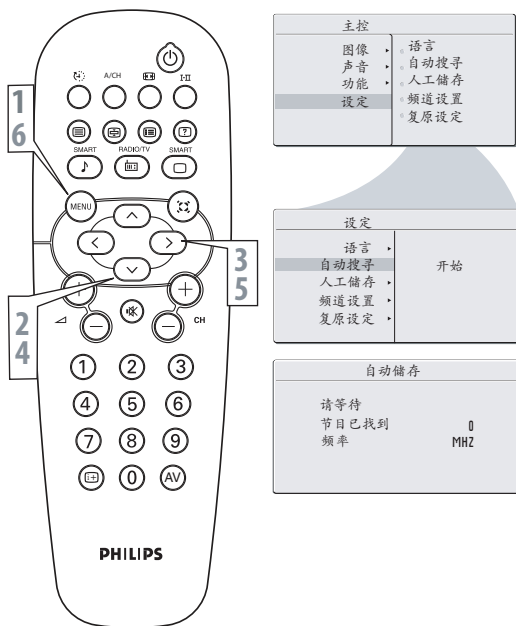 A/CH
I-II
SMART
RADIO/TV
SMART
MENU
CH
1
2
3
4
5
6
7
8
9
i+
0
AV
PHILIPS
1
6
3
5
2
4
主控
图像
声音
功能
设定
语言
自动搜寻
人工储存
频道设置
复原设定
设定
语言
自动搜寻 开始
人工储存
频道设置
复原设定
自动储存
请等待
节目已找到 0
频率 MHZ